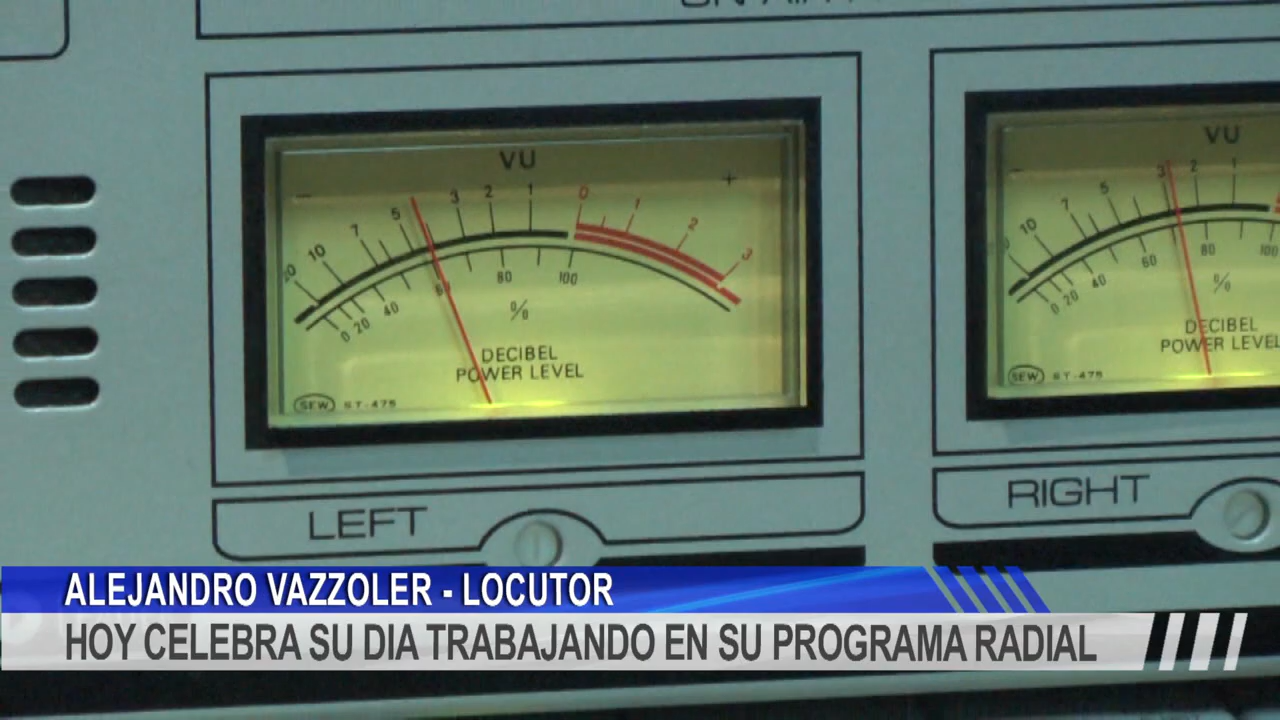 VU
VU
- +
20 10 7 5 3 2 1 0 1 2 3
10 7 5 3 2 1
0 20 40 60 80 100
0 20 40 60 80 100
%
%
DECIBEL
POWER LEVEL
DECIBEL
POWER LEVEL
SEW ST-475
SEW ST-475
LEFT
RIGHT
ALEJANDRO VAZZOLER - LOCUTOR
HOY CELEBRA SU DIA TRABAJANDO EN SU PROGRAMA RADIAL